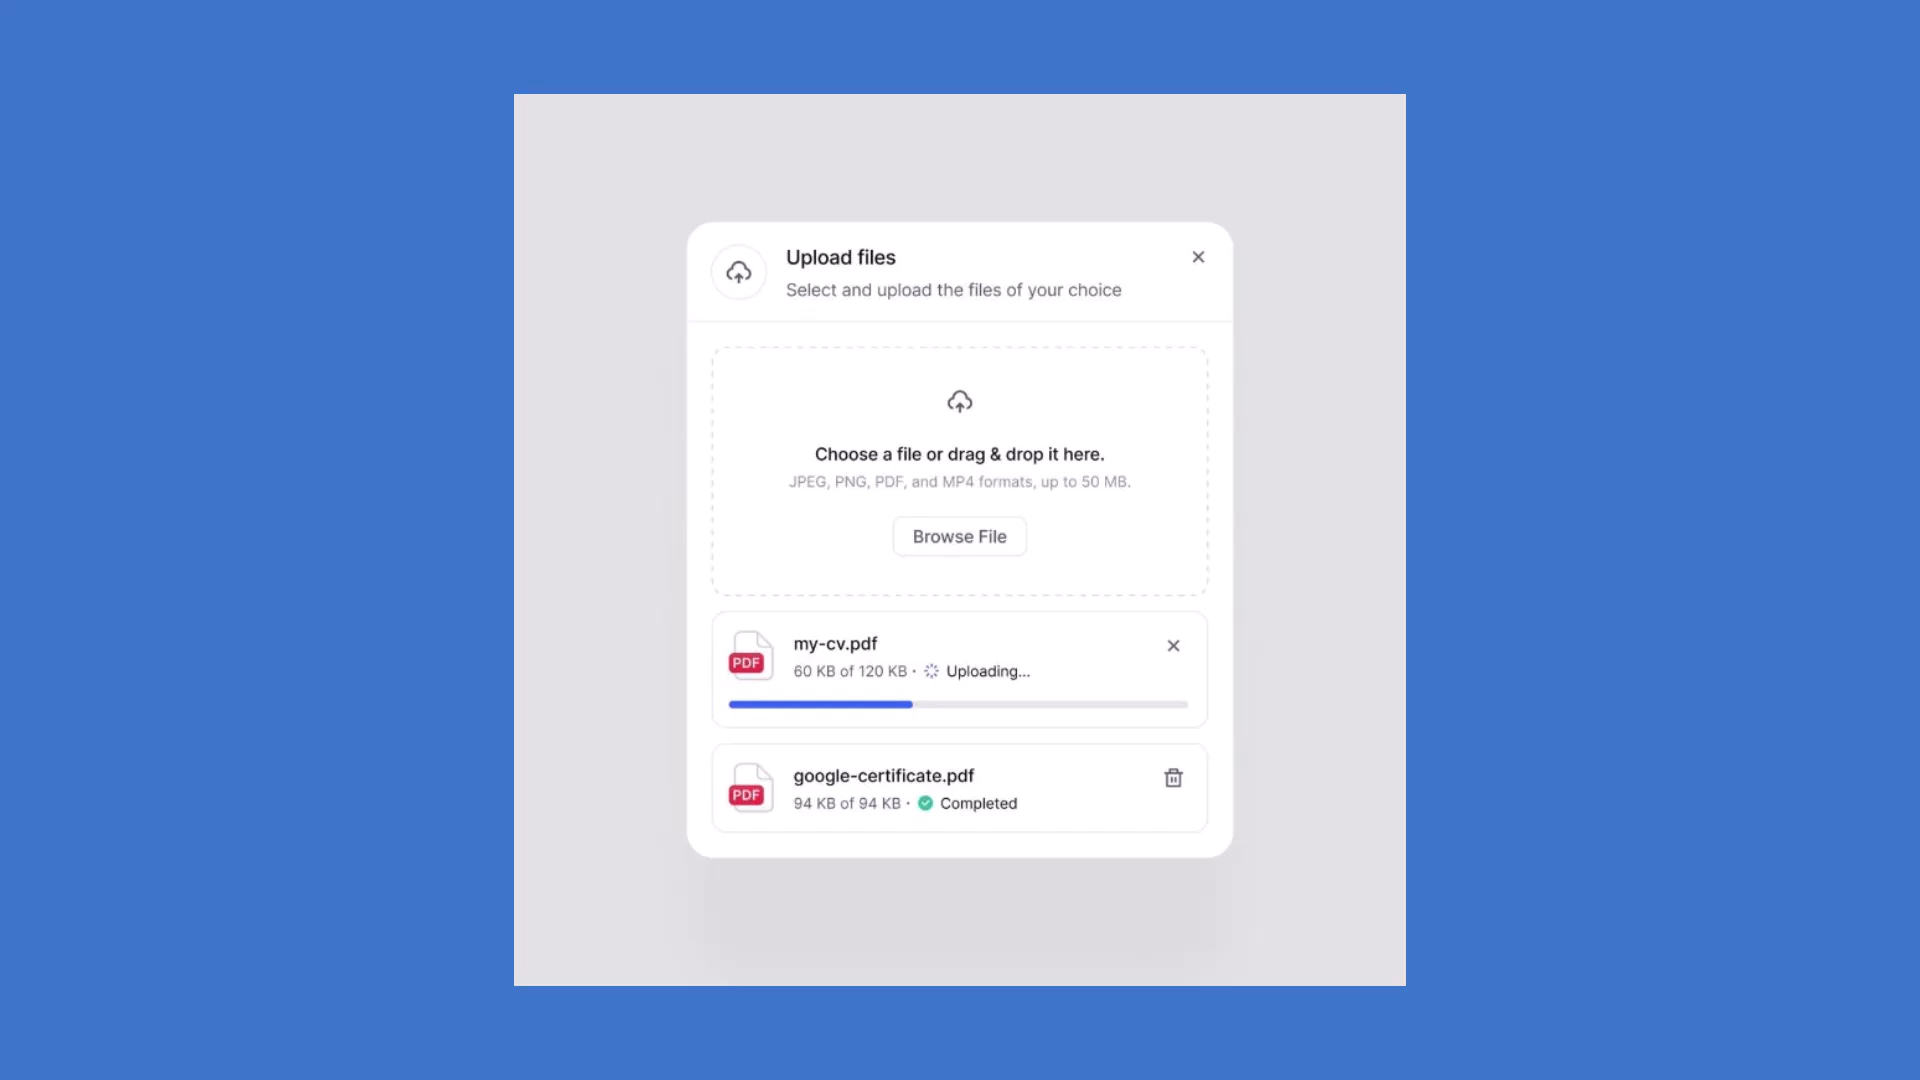 Upload files
Select and upload the files of your choice
Choose a file or drag & drop it here.
JPEG, PNG, PDF, and MP4 formats, up to 50 MB.
Browse File
PDF
my-cv.pdf
60 KB of 120 KB · Uploading...
PDF
google-certificate.pdf
94 KB of 94 KB · Completed